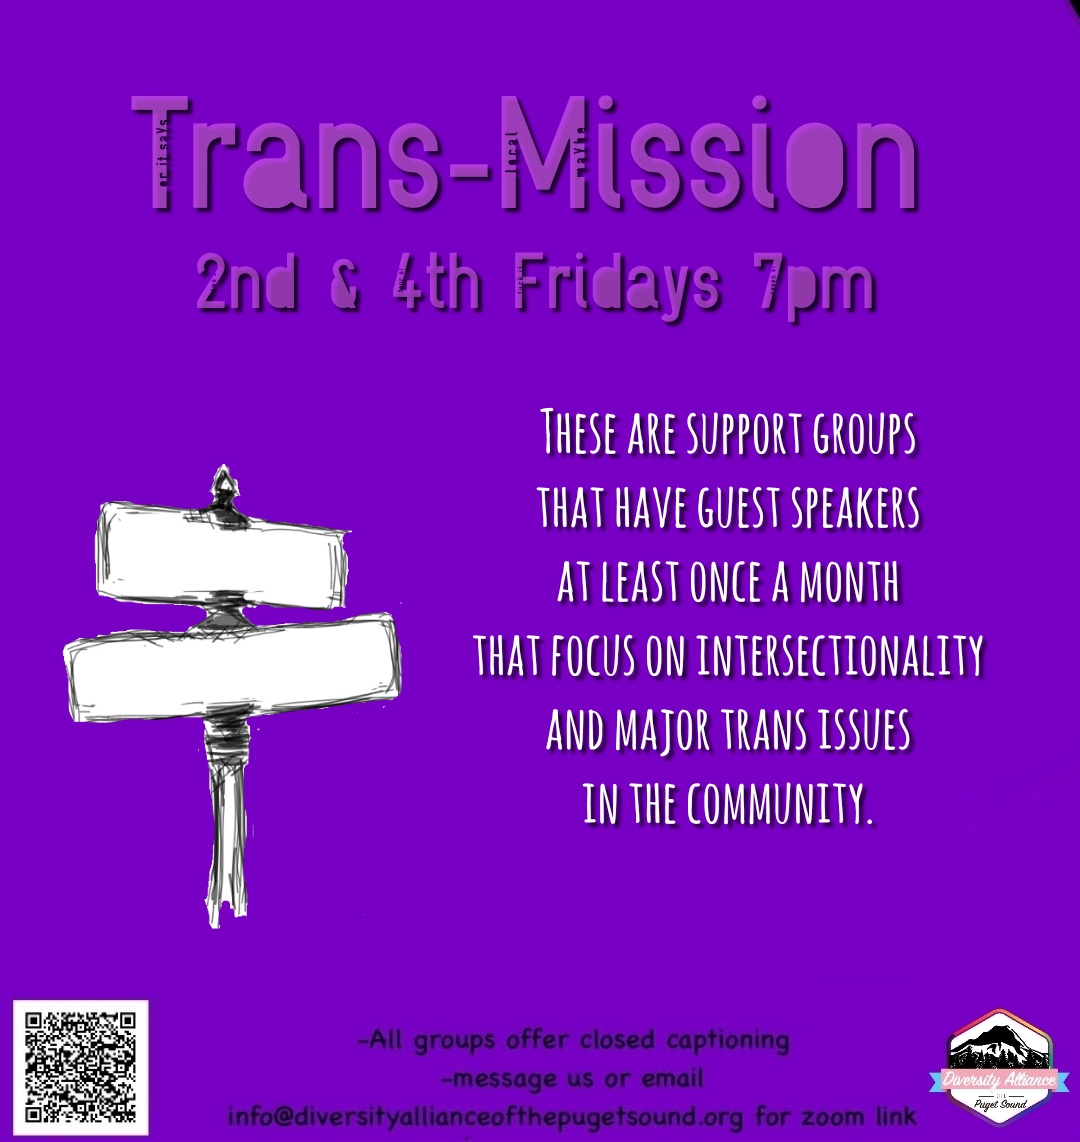 Trans-Mission
2nd & 4th Fridays 7pm
These are support groups
that have guest speakers
at least once a month
that focus on intersectionality
and major trans issues
in the community.
-All groups offer closed captioning
-message us or email
info@diversityallianceofthepugetsound.org for zoom link
Diversity Alliance
Puget Sound